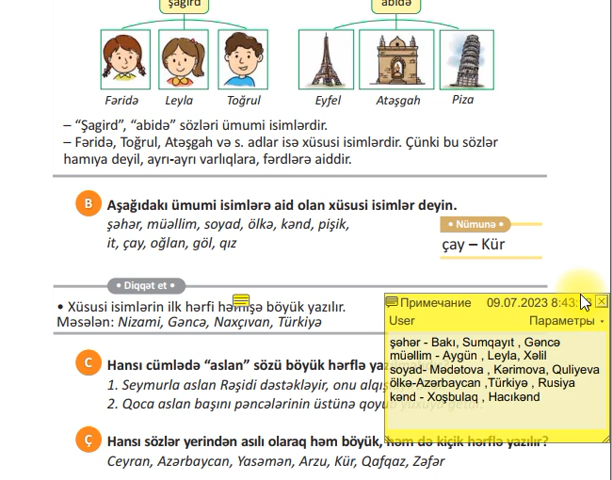 şagird
abidə
Fəridə Leyla Toğrul Eyfel Atəşgah Piza
– “Şagird”, “abidə” sözləri ümumi isimlərdir.
– Fəridə, Toğrul, Atəşgah və s. adlar isə xüsusi isimlərdir. Çünki bu sözlər
hamıya deyil, ayrı-ayrı varlıqlara, fərdlərə aiddir.
B Aşağıdakı ümumi isimlərə aid olan xüsusi isimlər deyin.
şəhər, müəllim, soyad, ölkə, kənd, pişik,
it, çay, oğlan, göl, qız
• Nümunə •
çay – Kür
• Diqqət et •
• Xüsusi isimlərin ilk hərfi həmişə böyük yazılır.
Məsələn: Nizami, Gəncə, Naxçıvan, Türkiyə
Примечание 09.07.2023 8:43:
User Параметры
şəhər - Bakı, Sumqayıt , Gəncə
müəllim - Aygün , Leyla, Xəlil
soyad- Mədətova , Kərimova, Quliyeva
ölkə-Azərbaycan ,Türkiyə , Rusiya
kənd - Xoşbulaq , Hacıkənd
C Hansı cümlədə “aslan” sözü böyük hərflə
1. Seymurla aslan Rəşidi dəstəkləyir, onu
2. Qoca aslan başını pəncələrinin üstünə
Ç Hansı sözlər yerindən asılı olaraq həm böyük, həm də kiçik hərflə yazılır?
Ceyran, Azərbaycan, Yasəmən, Arzu, Kür, Qafqaz, Zəfər